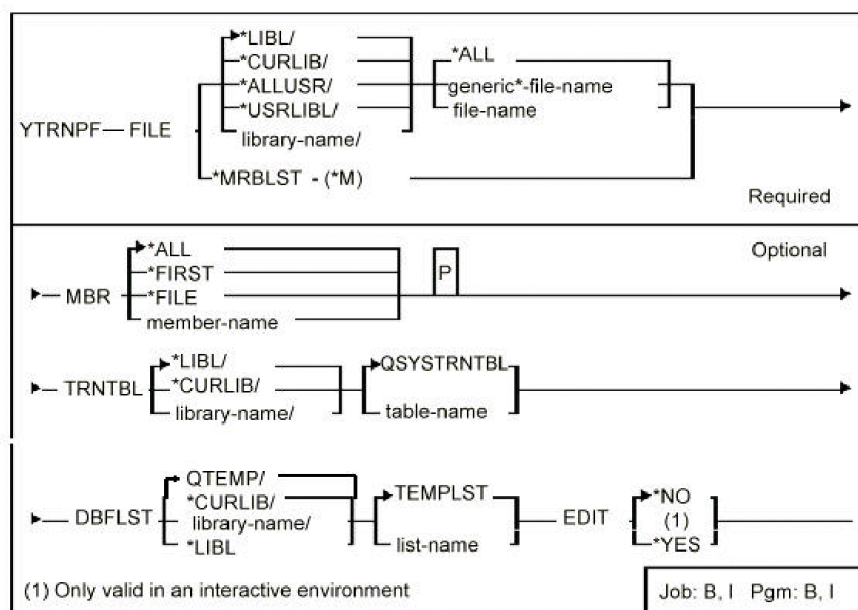 *LIBL/
*CURLIB/
*ALLUSR/
*USRLIBL/
library-name/
*ALL
generic*-file-name
file-name
YTRNPF — FILE
*MRBLST - (*M)
Required
Optional
MBR
*ALL
*FIRST
*FILE
member-name
P
TRNTBL
*LIBL/
*CURLIB/
library-name/
QSYSTRNTBL
table-name
DBFLST
QTEMP/
*CURLIB/
library-name/
*LIBL
TEMPLST
list-name
EDIT
*NO
(1)
*YES
(1) Only valid in an interactive environment
Job: B, I Pgm: B, I